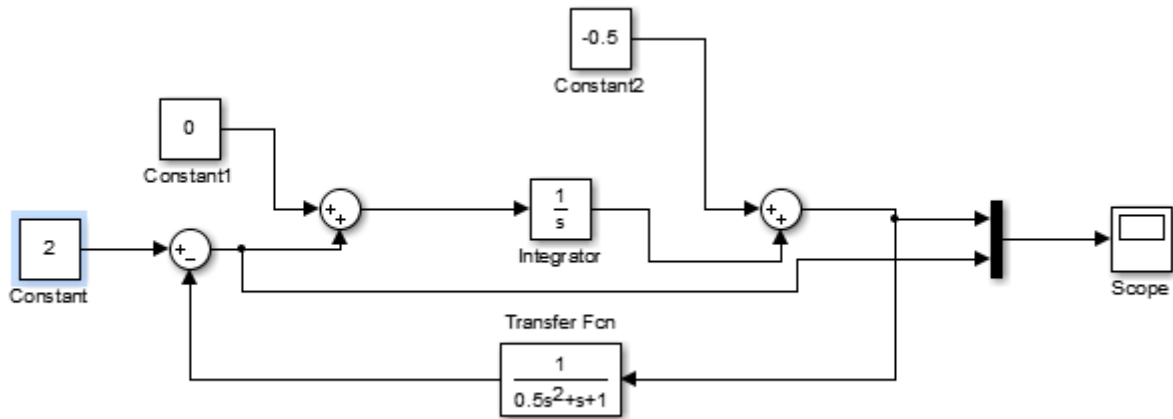 -0.5
Constant2
0
Constant1
+
+
1
s
Integrator
+
+
2
Constant
+
−
Scope
Transfer Fcn
1
0.5s²+s+1